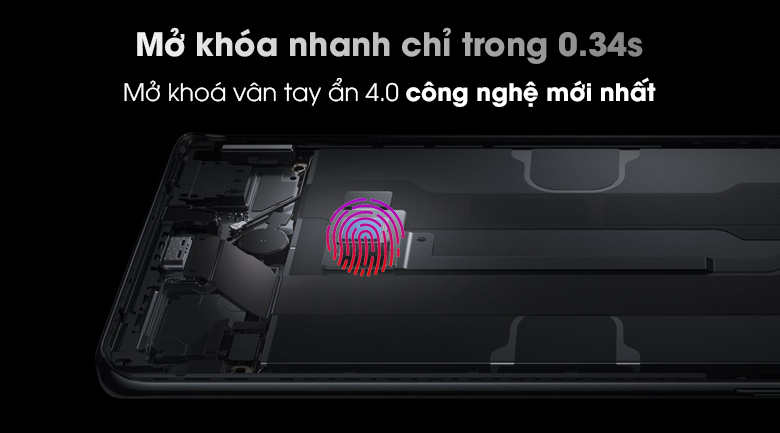 Mở khóa nhanh chỉ trong 0.34s
Mở khoá vân tay ẩn 4.0 công nghệ mới nhất